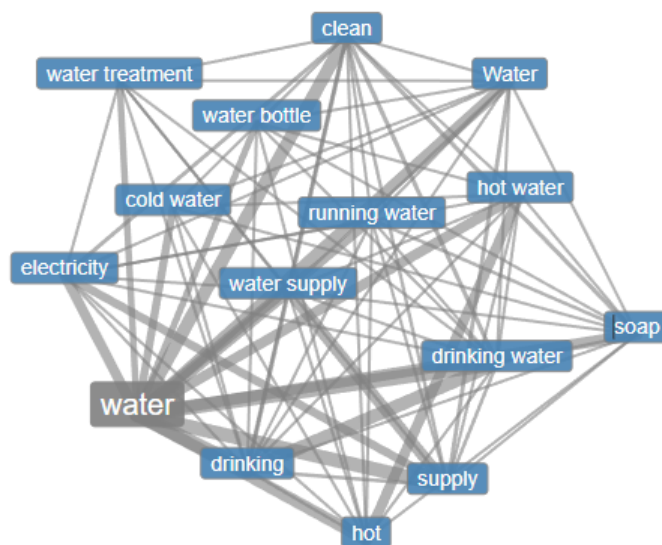 clean
water treatment
Water
water bottle
cold water
hot water
running water
electricity
water supply
soap
drinking water
water
drinking
supply
hot